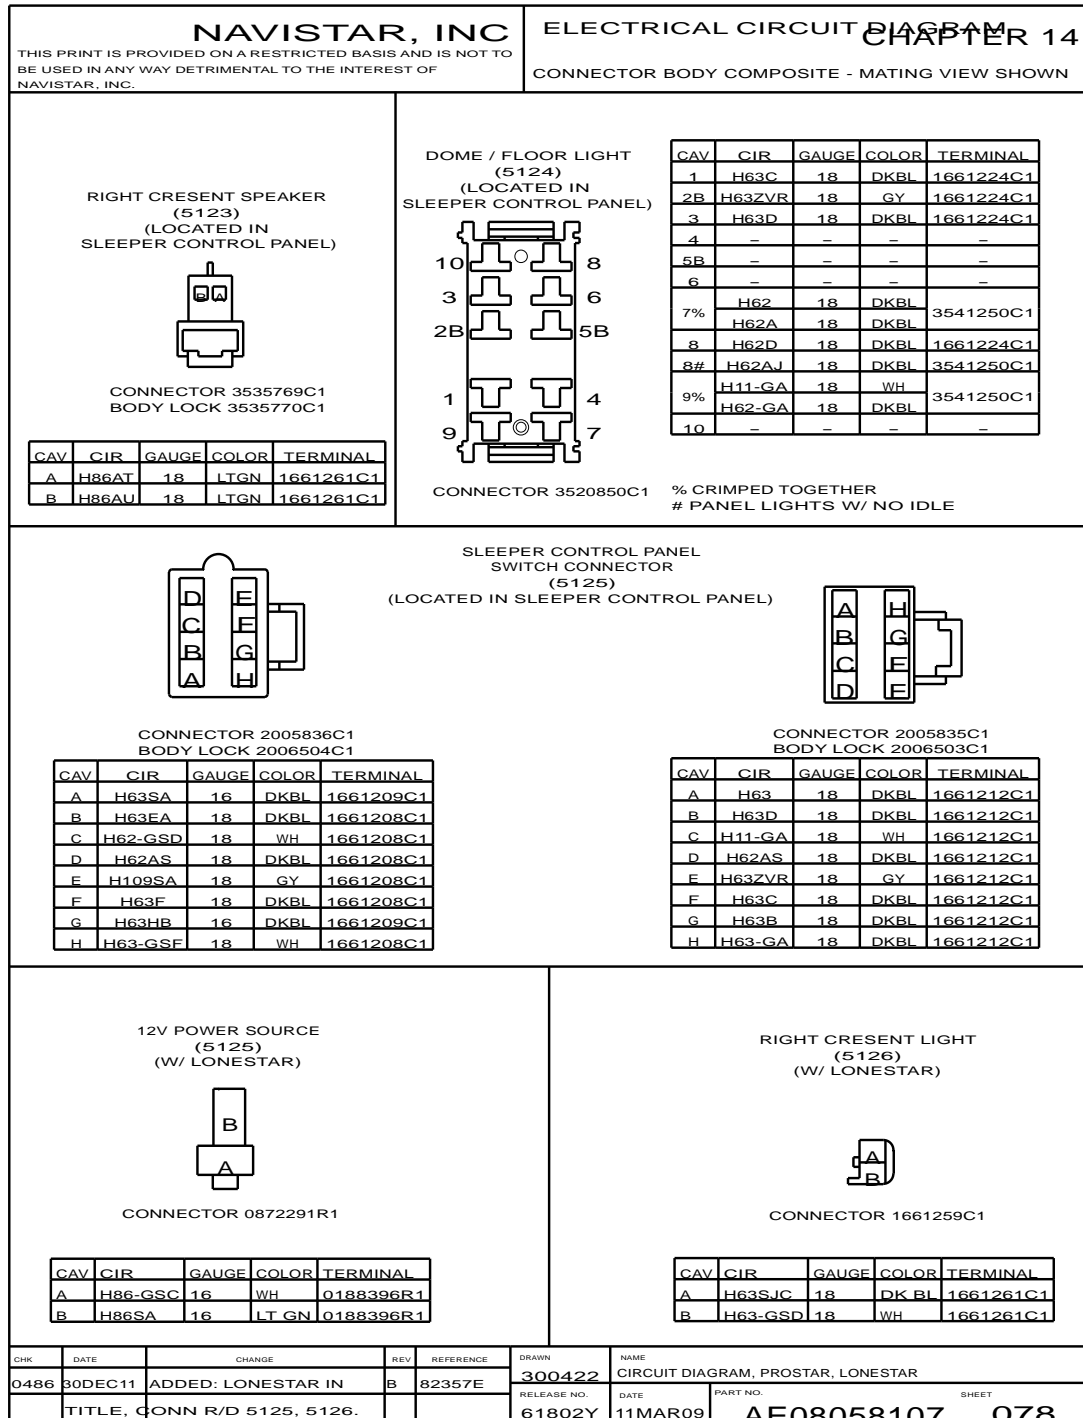 NAVISTAR, INC
THIS PRINT IS PROVIDED ON A RESTRICTED BASIS AND IS NOT TO
BE USED IN ANY WAY DETRIMENTAL TO THE INTEREST OF
NAVISTAR, INC.
ELECTRICAL CIRCUIT DIAGRAM
CHAPTER 14
CONNECTOR BODY COMPOSITE - MATING VIEW SHOWN
RIGHT CRESENT SPEAKER
(5123)
(LOCATED IN
SLEEPER CONTROL PANEL)
B A
CONNECTOR 3535769C1
BODY LOCK 3535770C1
CAV CIR GAUGE COLOR TERMINAL
A H86AT 18 LTGN 1661261C1
B H86AU 18 LTGN 1661261C1
DOME / FLOOR LIGHT
(5124)
(LOCATED IN
SLEEPER CONTROL PANEL)
10 8
3 6
2B 5B
1 4
9 7
CONNECTOR 3520850C1
CAV CIR GAUGE COLOR TERMINAL
1 H63C 18 DKBL 1661224C1
2B H63ZVR 18 GY 1661224C1
3 H63D 18 DKBL 1661224C1
4 – – – –
5B – – – –
6 – – – –
7% H62 18 DKBL 3541250C1
H62A 18 DKBL
8 H62D 18 DKBL 1661224C1
8# H62AJ 18 DKBL 3541250C1
9% H11-GA 18 WH 3541250C1
H62-GA 18 DKBL
10 – – – –
% CRIMPED TOGETHER
# PANEL LIGHTS W/ NO IDLE
SLEEPER CONTROL PANEL
SWITCH CONNECTOR
(5125)
(LOCATED IN SLEEPER CONTROL PANEL)
D E
C F
B G
A H
CONNECTOR 2005836C1
BODY LOCK 2006504C1
CAV CIR GAUGE COLOR TERMINAL
A H63SA 16 DKBL 1661209C1
B H63EA 18 DKBL 1661208C1
C H62-GSD 18 WH 1661208C1
D H62AS 18 DKBL 1661208C1
E H109SA 18 GY 1661208C1
F H63F 18 DKBL 1661208C1
G H63HB 16 DKBL 1661209C1
H H63-GSF 18 WH 1661208C1
A H
B G
C F
D E
CONNECTOR 2005835C1
BODY LOCK 2006503C1
CAV CIR GAUGE COLOR TERMINAL
A H63 18 DKBL 1661212C1
B H63D 18 DKBL 1661212C1
C H11-GA 18 WH 1661212C1
D H62AS 18 DKBL 1661212C1
E H63ZVR 18 GY 1661212C1
F H63C 18 DKBL 1661212C1
G H63B 18 DKBL 1661212C1
H H63-GA 18 DKBL 1661212C1
12V POWER SOURCE
(5125)
(W/ LONESTAR)
B
A
CONNECTOR 0872291R1
CAV CIR GAUGE COLOR TERMINAL
A H86-GSC 16 WH 0188396R1
B H86SA 16 LT GN 0188396R1
RIGHT CRESENT LIGHT
(5126)
(W/ LONESTAR)
A
B
CONNECTOR 1661259C1
CAV CIR GAUGE COLOR TERMINAL
A H63SJC 18 DK BL 1661261C1
B H63-GSD 18 WH 1661261C1
CHK DATE CHANGE REV REFERENCE
0486 30DEC11 ADDED: LONESTAR IN B 82357E
TITLE, CONN R/D 5125, 5126.
DRAWN
300422
NAME
CIRCUIT DIAGRAM, PROSTAR, LONESTAR
RELEASE NO.
61802Y
DATE
11MAR09
PART NO.
AE08058107
SHEET
078